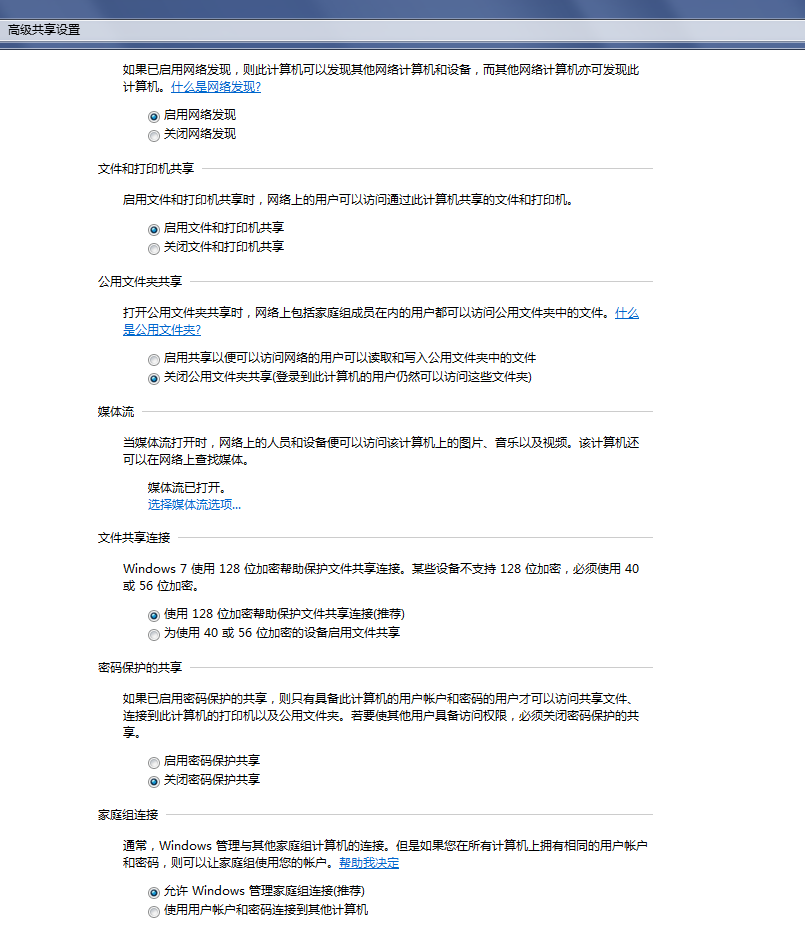 高级共享设置
如果已启用网络发现，则此计算机可以发现其他网络计算机和设备，而其他网络计算机亦可发现此
计算机。什么是网络发现?
启用网络发现
关闭网络发现
文件和打印机共享
启用文件和打印机共享时，网络上的用户可以访问通过此计算机共享的文件和打印机。
启用文件和打印机共享
关闭文件和打印机共享
公用文件夹共享
打开公用文件夹共享时，网络上包括家庭组成员在内的用户都可以访问公用文件夹中的文件。什么
是公用文件夹?
启用共享以便可以访问网络的用户可以读取和写入公用文件夹中的文件
关闭公用文件夹共享(登录到此计算机的用户仍然可以访问这些文件夹)
媒体流
当媒体流打开时，网络上的人员和设备便可以访问该计算机上的图片、音乐以及视频。该计算机还
可以在网络上查找媒体。
媒体流已打开。
选择媒体流选项...
文件共享连接
Windows 7 使用 128 位加密帮助保护文件共享连接。某些设备不支持 128 位加密，必须使用 40
或 56 位加密。
使用 128 位加密帮助保护文件共享连接(推荐)
为使用 40 或 56 位加密的设备启用文件共享
密码保护的共享
如果已启用密码保护的共享，则只有具备此计算机的用户帐户和密码的用户才可以访问共享文件、
连接到此计算机的打印机以及公用文件夹。若要使其他用户具备访问权限，必须关闭密码保护的共
享。
启用密码保护共享
关闭密码保护共享
家庭组连接
通常，Windows 管理与其他家庭组计算机的连接。但是如果您在所有计算机上拥有相同的用户帐户
和密码，则可以让家庭组使用您的帐户。帮助我决定
允许 Windows 管理家庭组连接(推荐)
使用用户帐户和密码连接到其他计算机